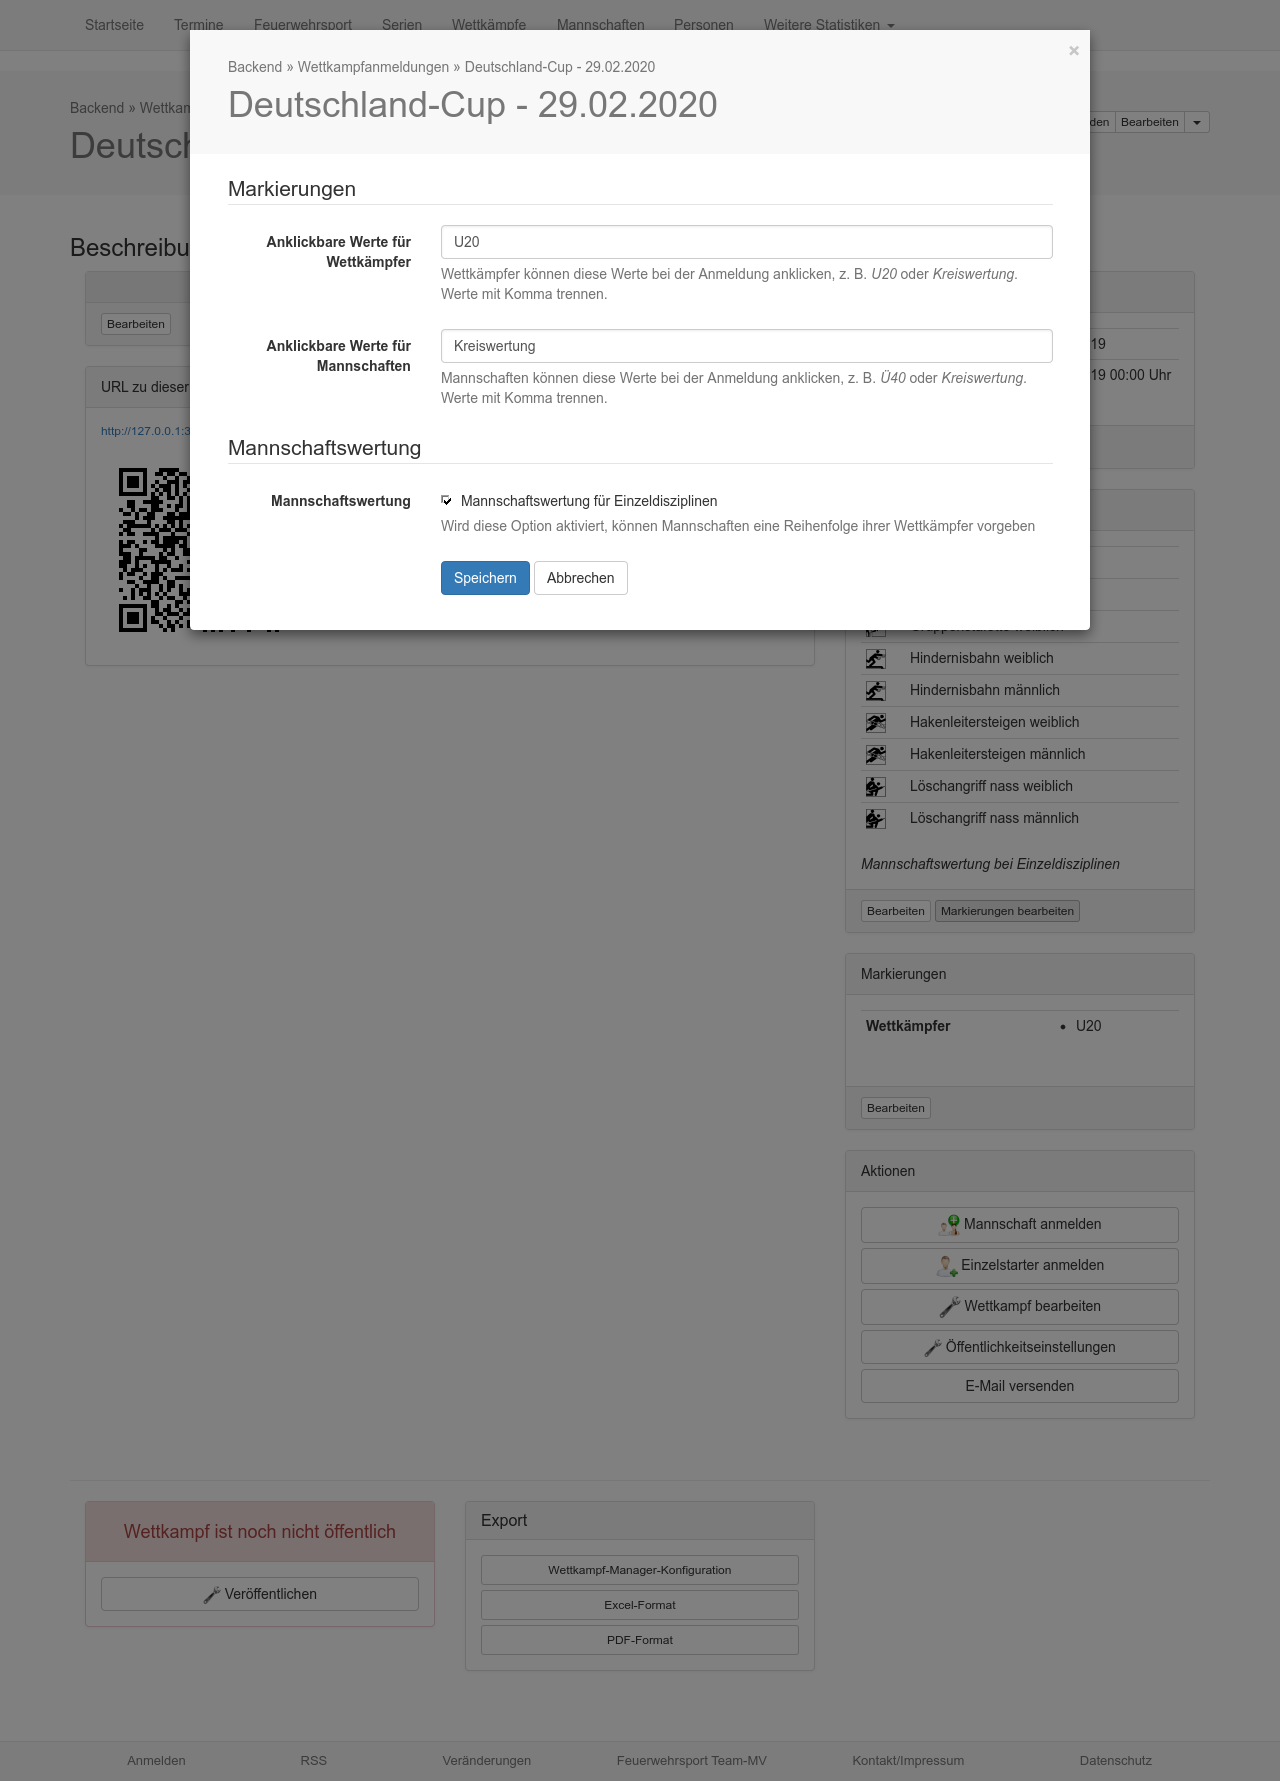 Startseite Termine Feuerwehrsport Serien Wettkämpfe Mannschaften Personen Weitere Statistiken
×
Backend » Wettkampfanmeldungen » Deutschland-Cup - 29.02.2020
Deutschland-Cup - 29.02.2020
Backend » Wettkam
Deutsch
den Bearbeiten
Markierungen
Anklickbare Werte für Wettkämpfer
U20
Wettkämpfer können diese Werte bei der Anmeldung anklicken, z. B. U20 oder Kreiswertung.
Werte mit Komma trennen.
Anklickbare Werte für Mannschaften
Kreiswertung
Mannschaften können diese Werte bei der Anmeldung anklicken, z. B. Ü40 oder Kreiswertung.
Werte mit Komma trennen.
Mannschaftswertung
Mannschaftswertung
Mannschaftswertung für Einzeldisziplinen
Wird diese Option aktiviert, können Mannschaften eine Reihenfolge ihrer Wettkämpfer vorgeben
Speichern Abbrechen
Beschreibu
Bearbeiten
URL zu dieser
http://127.0.0.1:3
19
19 00:00 Uhr
Hindernisbahn weiblich
Hindernisbahn männlich
Hakenleitersteigen weiblich
Hakenleitersteigen männlich
Löschangriff nass weiblich
Löschangriff nass männlich
Mannschaftswertung bei Einzeldisziplinen
Bearbeiten Markierungen bearbeiten
Markierungen
Wettkämpfer • U20
Bearbeiten
Aktionen
Mannschaft anmelden
Einzelstarter anmelden
Wettkampf bearbeiten
Öffentlichkeitseinstellungen
E-Mail versenden
Wettkampf ist noch nicht öffentlich
Veröffentlichen
Export
Wettkampf-Manager-Konfiguration
Excel-Format
PDF-Format
Anmelden RSS Veränderungen Feuerwehrsport Team-MV Kontakt/Impressum Datenschutz